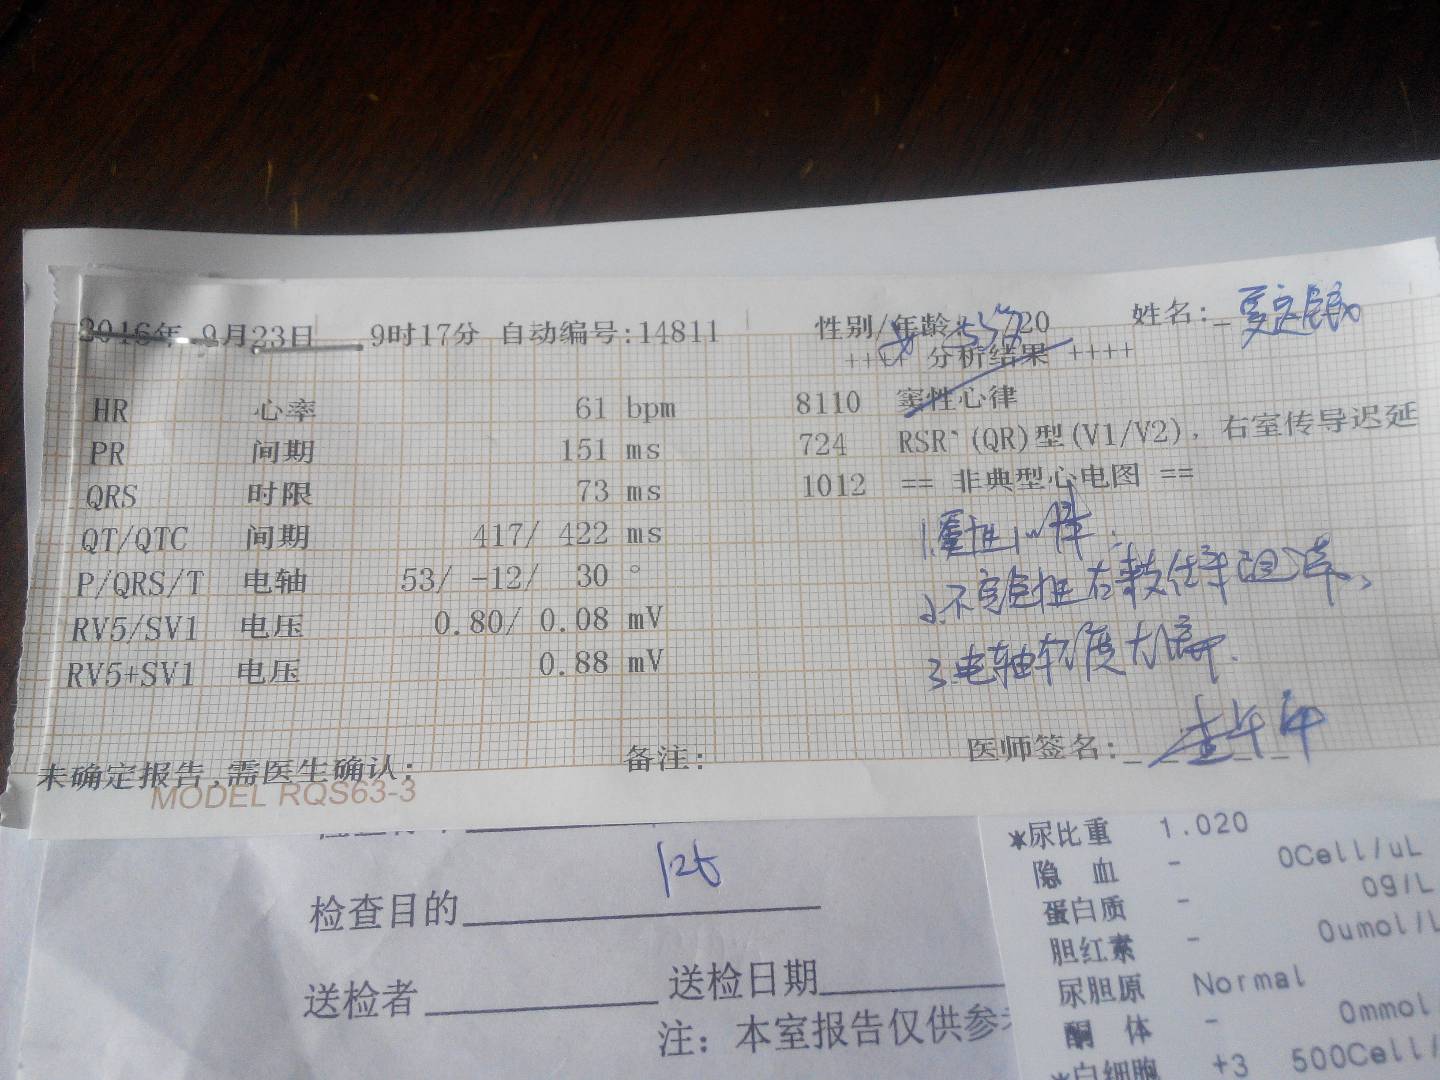 2016年 9月23日 9时17分 自动编号:14811 性别/年龄 /20 姓名:_
++++ 分析结果 ++++
HR 心率 61 bpm 8110 窦性心律
PR 间期 151 ms 724 RSR`(QR)型(V1/V2), 右室传导迟延
QRS 时限 73 ms 1012 == 非典型心电图 ==
QT/QTC 间期 417/ 422 ms
1.窦性心律.
P/QRS/T 电轴 53/ -12/ 30 °
2.不完全性右束支传导阻滞、
RV5/SV1 电压 0.80/ 0.08 mV
RV5+SV1 电压 0.88 mV
3.电轴轻度左偏.
未确定报告,需医生确认: 备注: 医师签名:
MODEL RQS63-3
检查目的
送检者 送检日期
注: 本室报告仅供参
*尿比重 1.020
隐 血 - 0Cell/uL
蛋白质 - 0g/L
胆红素 - 0umol/L
尿胆原 Normal
酮 体 - 0mmol
*白细胞 +3 500Cell/